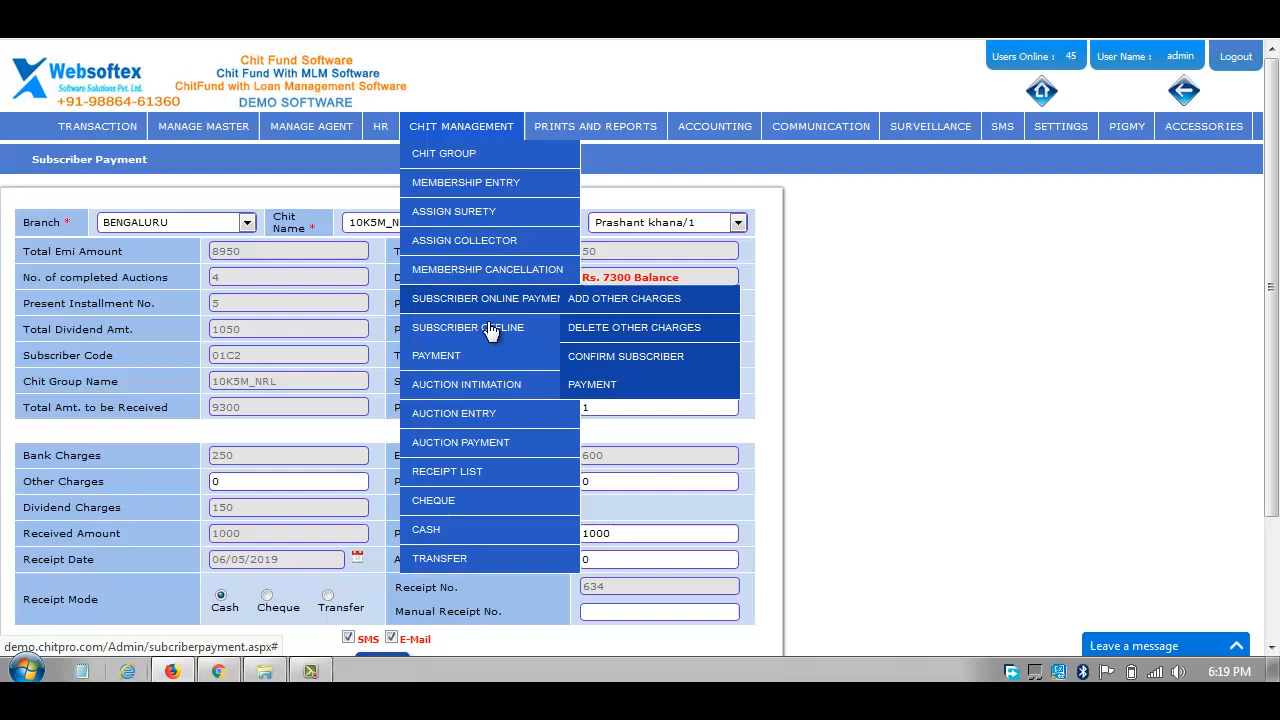 Websoftex
Software Solutions Pvt. Ltd.
+91-98864-61360
Chit Fund Software
Chit Fund With MLM Software
ChitFund with Loan Management Software
DEMO SOFTWARE
Users Online : 45
User Name : admin
Logout
TRANSACTION MANAGE MASTER MANAGE AGENT HR CHIT MANAGEMENT PRINTS AND REPORTS ACCOUNTING COMMUNICATION SURVEILLANCE SMS SETTINGS PIGMY ACCESSORIES
Subscriber Payment
CHIT GROUP
MEMBERSHIP ENTRY
ASSIGN SURETY
ASSIGN COLLECTOR
MEMBERSHIP CANCELLATION
SUBSCRIBER ONLINE PAYMEN
SUBSCRIBER OFFLINE
PAYMENT
AUCTION INTIMATION
AUCTION ENTRY
AUCTION PAYMENT
RECEIPT LIST
CHEQUE
CASH
TRANSFER
ADD OTHER CHARGES
DELETE OTHER CHARGES
CONFIRM SUBSCRIBER
PAYMENT
Branch * BENGALURU Chit
Name * 10K5M_N Prashant khana/1
Total Emi Amount 8950 T 50
No. of completed Auctions 4 D Rs. 7300 Balance
Present Installment No. 5 P
Total Dividend Amt. 1050
Subscriber Code 01C2 T
Chit Group Name 10K5M_NRL S
Total Amt. to be Received 9300 P 1
Bank Charges 250 E 600
Other Charges 0 P 0
Dividend Charges 150
Received Amount 1000 P 1000
Receipt Date 06/05/2019 A 0
Receipt Mode Cash Cheque Transfer
Receipt No. 634
Manual Receipt No.
SMS E-Mail
demo.chitpro.com/Admin/subcriberpayment.aspx#
Leave a message
6:19 PM